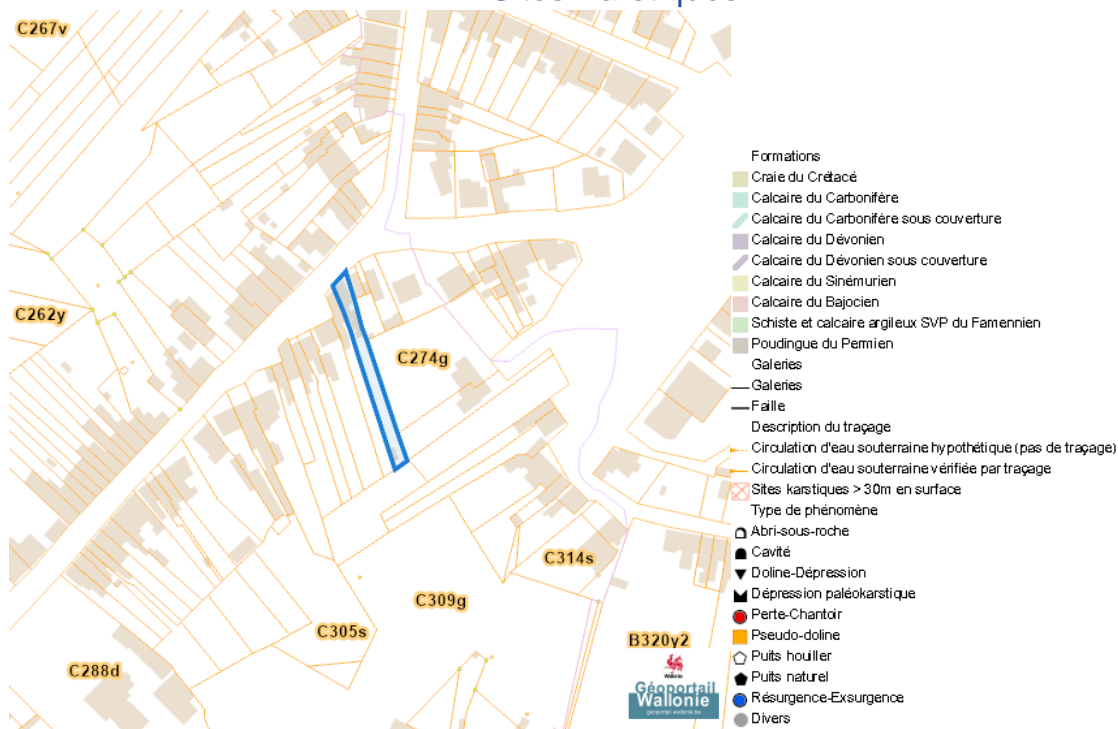 C267v
C262y
C274g
C314s
C309g
C305s
B320y2
C288d
Wallonie
Géoportail
Wallonie
geoportail.wallonie.be
Formations
Craie du Crétacé
Calcaire du Carbonifère
Calcaire du Carbonifère sous couverture
Calcaire du Dévonien
Calcaire du Dévonien sous couverture
Calcaire du Sinémurien
Calcaire du Bajocien
Schiste et calcaire argileux SVP du Famennien
Poudingue du Permien
Galeries
Galeries
Faille
Description du traçage
Circulation d'eau souterraine hypothétique (pas de traçage)
Circulation d'eau souterraine vérifiée par traçage
Sites karstiques > 30m en surface
Type de phénomène
Abri-sous-roche
Cavité
Doline-Dépression
Dépression paléokarstique
Perte-Chantoir
Pseudo-doline
Puits houiller
Puits naturel
Résurgence-Exsurgence
Divers